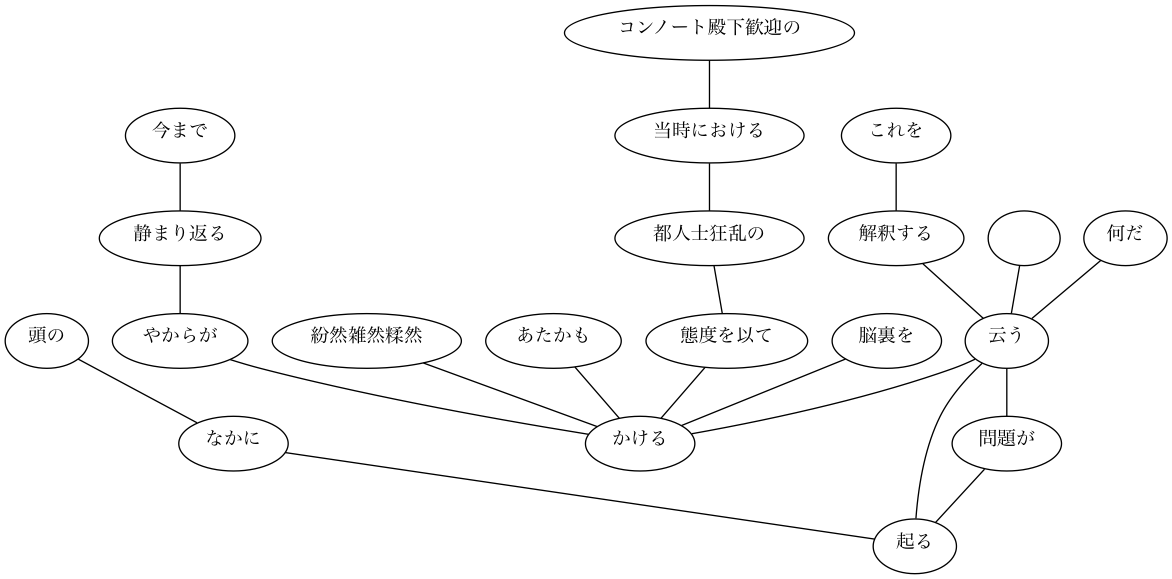 コンノート殿下歓迎の
今まで
当時における
これを
静まり返る
都人士狂乱の
解釈する
何だ
頭の
やからが
紛然雑然糅然
あたかも
態度を以て
脳裏を
云う
なかに
かける
問題が
起る